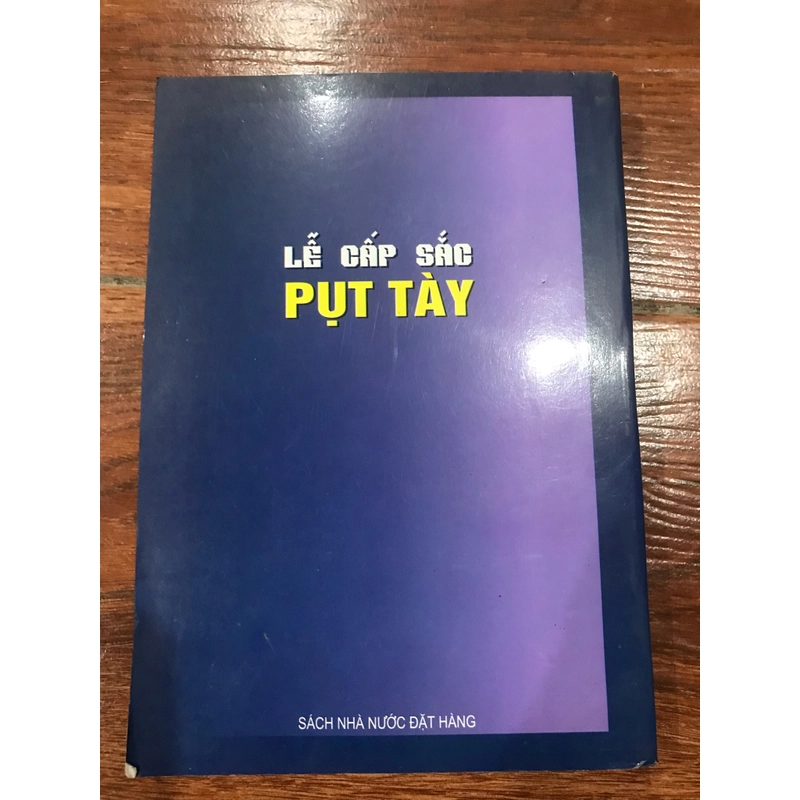 LỄ CẤP SẮC
PỤT TÀY
SÁCH NHÀ NƯỚC ĐẶT HÀNG